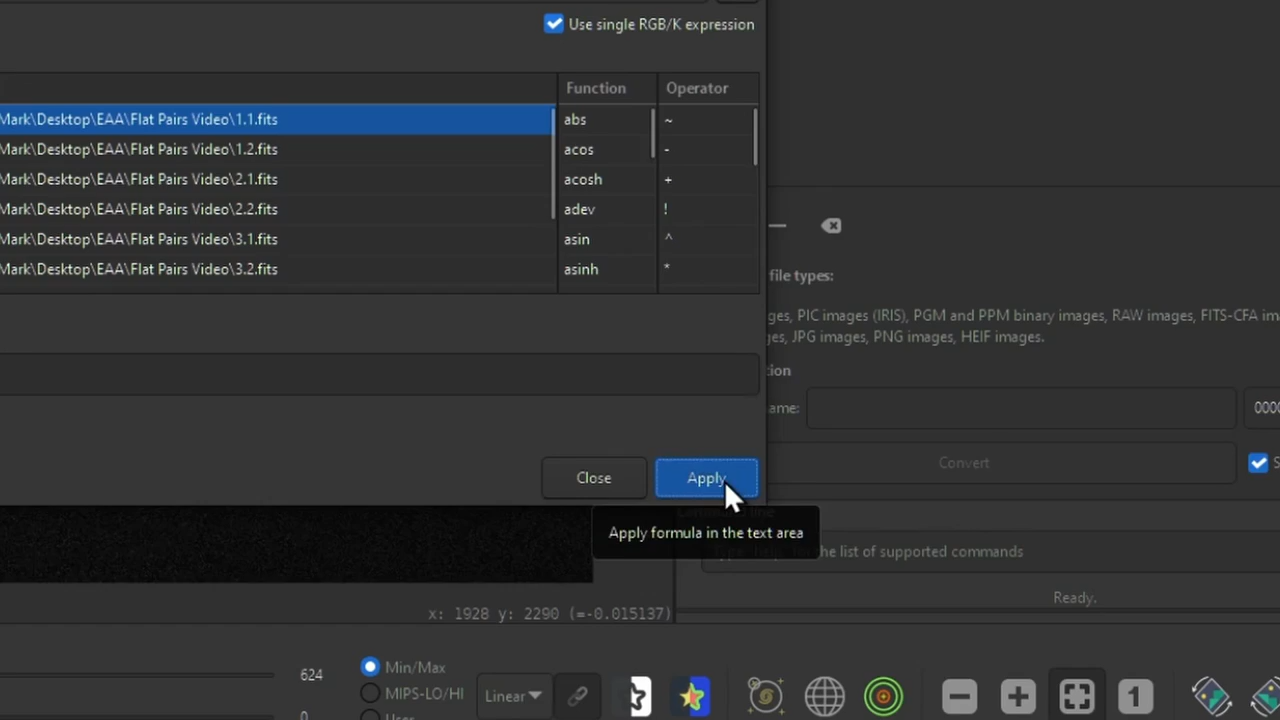 Use single RGB/K expression
Function Operator
Mark\Desktop\EAA\Flat Pairs Video\1.1.fits abs ~
Mark\Desktop\EAA\Flat Pairs Video\1.2.fits acos -
Mark\Desktop\EAA\Flat Pairs Video\2.1.fits acosh +
Mark\Desktop\EAA\Flat Pairs Video\2.2.fits adev !
Mark\Desktop\EAA\Flat Pairs Video\3.1.fits asin ^
Mark\Desktop\EAA\Flat Pairs Video\3.2.fits asinh *
file types:
ges, PIC images (IRIS), PGM and PPM binary images, RAW images, FITS-CFA im
ges, JPG images, PNG images, HEIF images.
tion
ame: 000
Convert S
Close Apply
Apply formula in the text area
the list of supported commands
Ready.
x: 1928 y: 2290 (=-0.015137)
624 Min/Max
MIPS-LO/HI
Linear
1